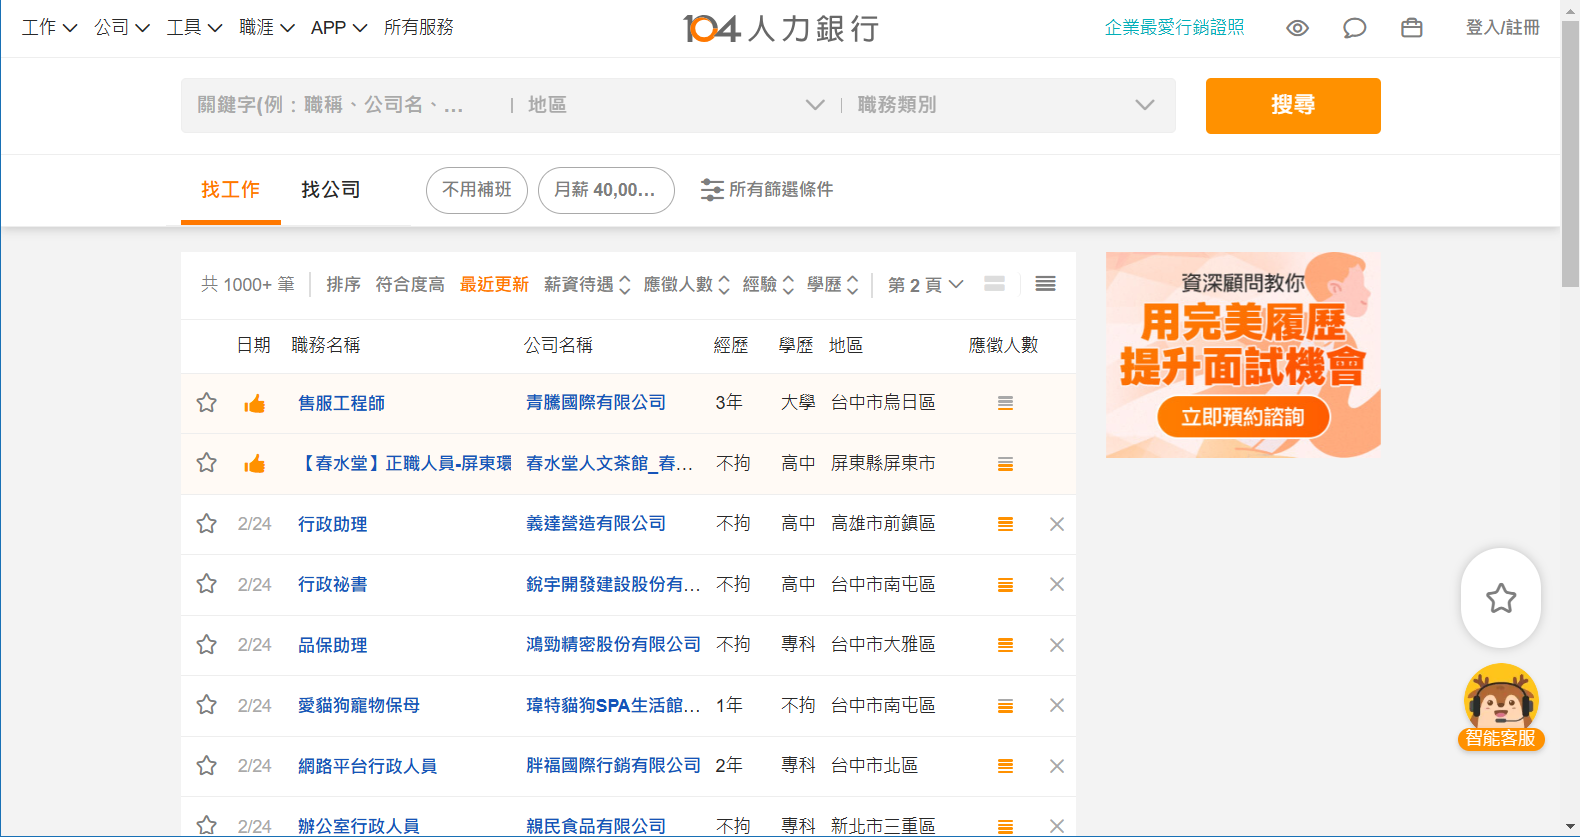 工作 公司 工具 職涯 APP 所有服務 104人力銀行 企業最愛行銷證照 登入/註冊
關鍵字(例：職稱、公司名、... 地區 職務類別 搜尋
找工作 找公司 不用補班 月薪 40,00... 所有篩選條件
共 1000+ 筆 排序 符合度高 最近更新 薪資待遇 應徵人數 經驗 學歷 第 2 頁
日期 職務名稱 公司名稱 經歷 學歷 地區 應徵人數
售服工程師 青騰國際有限公司 3年 大學 台中市烏日區
【春水堂】正職人員-屏東環 春水堂人文茶館_春... 不拘 高中 屏東縣屏東市
2/24 行政助理 義達營造有限公司 不拘 高中 高雄市前鎮區
2/24 行政祕書 銳宇開發建設股份有... 不拘 高中 台中市南屯區
2/24 品保助理 鴻勁精密股份有限公司 不拘 專科 台中市大雅區
2/24 愛貓狗寵物保母 瑋特貓狗SPA生活館... 1年 不拘 台中市南屯區
2/24 網路平台行政人員 胖福國際行銷有限公司 2年 專科 台中市北區
2/24 辦公室行政人員 親民食品有限公司 不拘 專科 新北市三重區
資深顧問教你
用完美履歷
提升面試機會
立即預約諮詢
智能客服